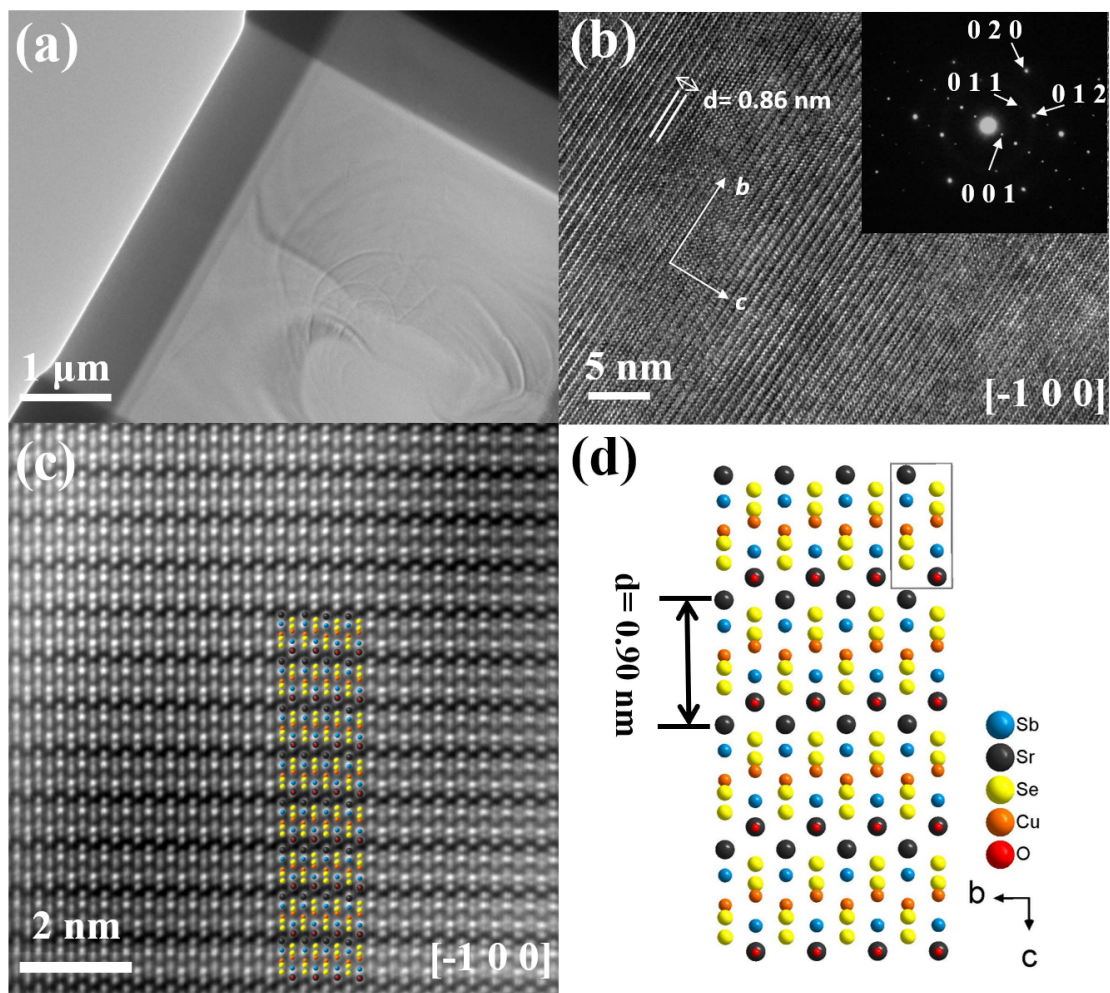 (a)
1 μm
(b)
d= 0.86 nm
b
c
5 nm
[-1 0 0]
0 2 0
0 1 1
0 1 2
0 0 1
(c)
2 nm
[-1 0 0]
(d)
d= 0.90 nm
Sb
Sr
Se
Cu
O
b
c